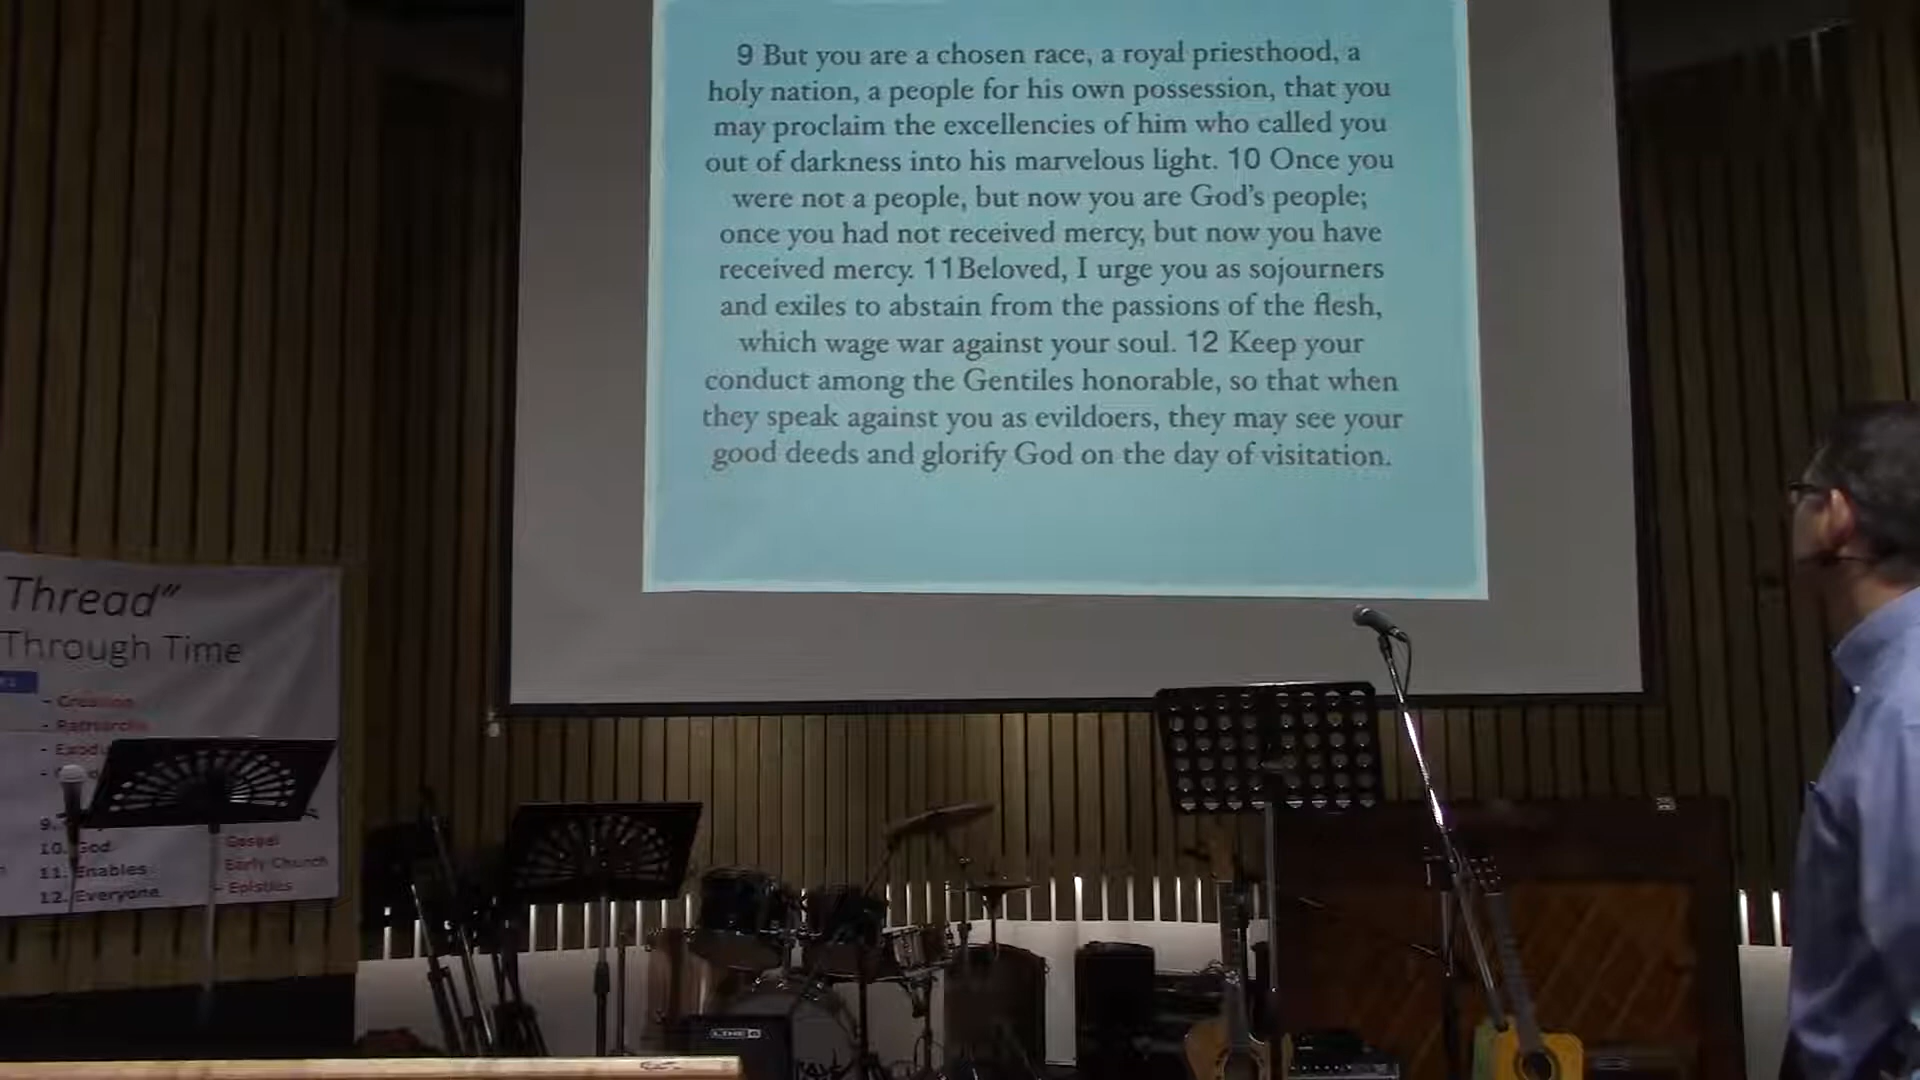 9 But you are a chosen race, a royal priesthood, a
holy nation, a people for his own possession, that you
may proclaim the excellencies of him who called you
out of darkness into his marvelous light. 10 Once you
were not a people, but now you are God’s people;
once you had not received mercy, but now you have
received mercy. 11Beloved, I urge you as sojourners
and exiles to abstain from the passions of the flesh,
which wage war against your soul. 12 Keep your
conduct among the Gentiles honorable, so that when
they speak against you as evildoers, they may see your
good deeds and glorify God on the day of visitation.
Thread”
Through Time
- Creation
- Patriarchs
9.
10. God
11. Enables
12. Everyone
Gospel
Early Church
- Epistles
LINE 6